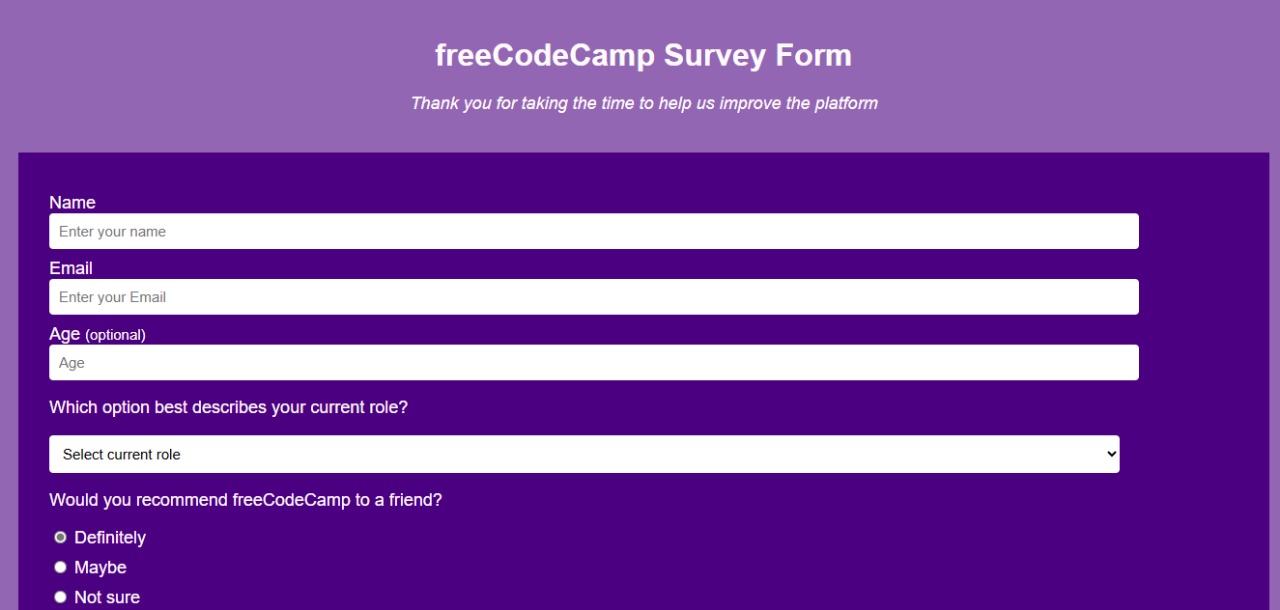 freeCodeCamp Survey Form
Thank you for taking the time to help us improve the platform
Name
Enter your name
Email
Enter your Email
Age (optional)
Age
Which option best describes your current role?
Select current role
Would you recommend freeCodeCamp to a friend?
Definitely
Maybe
Not sure